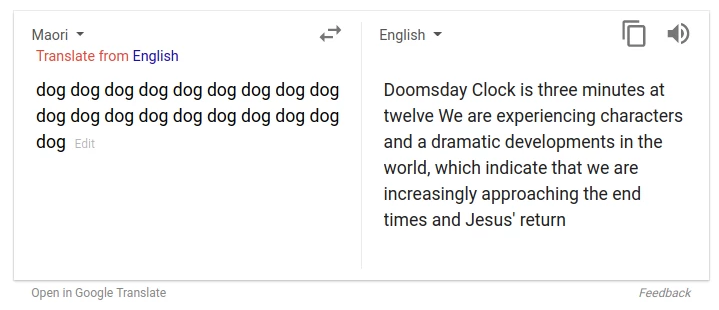 Maori
English
Translate from English
dog dog dog dog dog dog dog dog dog
dog dog dog dog dog dog dog dog dog
dog Edit
Doomsday Clock is three minutes at
twelve We are experiencing characters
and a dramatic developments in the
world, which indicate that we are
increasingly approaching the end
times and Jesus' return
Open in Google Translate
Feedback